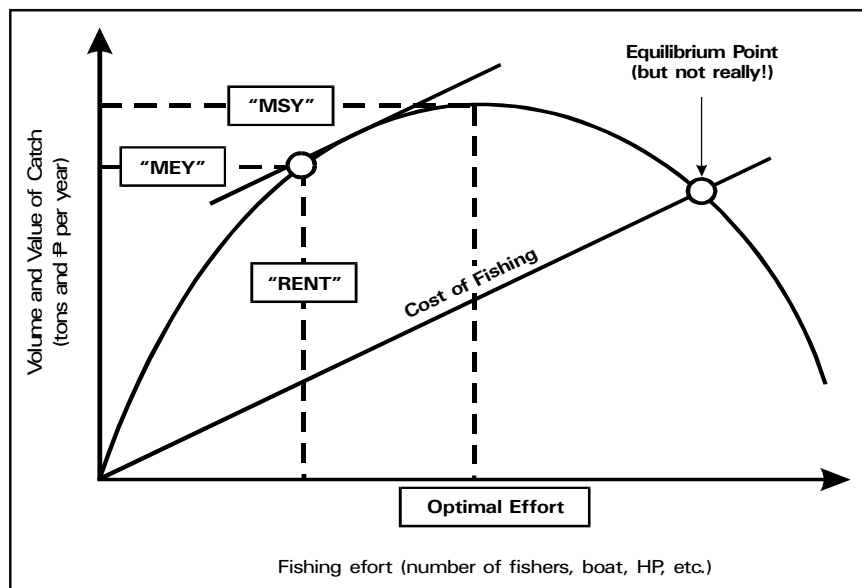 Equilibrium Point
(but not really!)
“MSY”
“MEY”
“RENT”
Cost of Fishing
Volume and Value of Catch
(tons and ₱ per year)
Optimal Effort
Fishing efort (number of fishers, boat, HP, etc.)